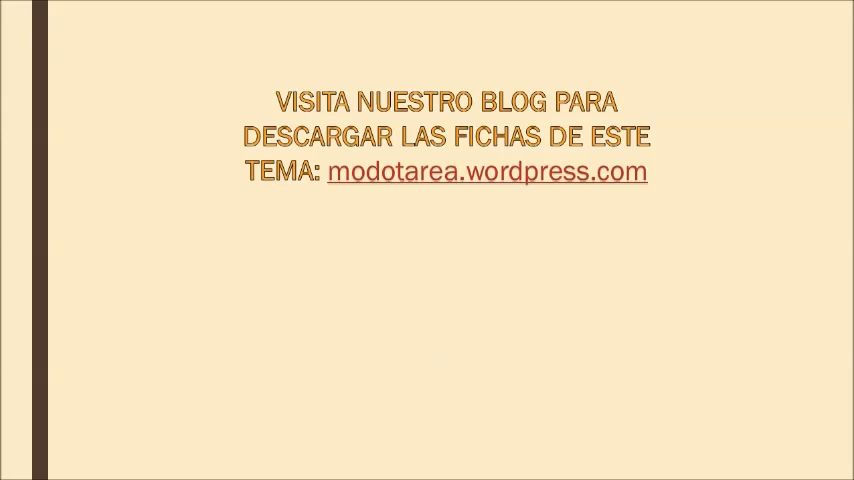 VISITA NUESTRO BLOG PARA
DESCARGAR LAS FICHAS DE ESTE
TEMA: modotarea.wordpress.com